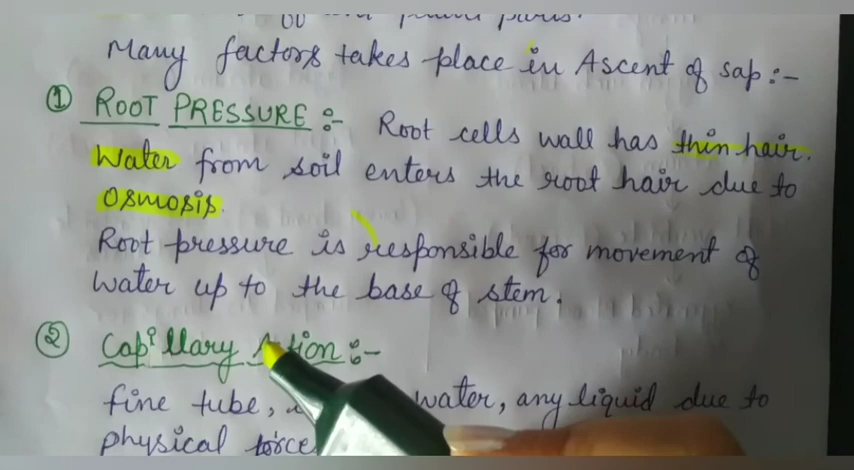 Many factors takes place in Ascent of sap:-
① ROOT PRESSURE :- Root cells wall has thin hair.
Water from soil enters the root hair due to
Osmosis.
Root pressure is responsible for movement of
water up to the base of stem.
② Capillary :-
fine tube, water, any liquid due to
physical force